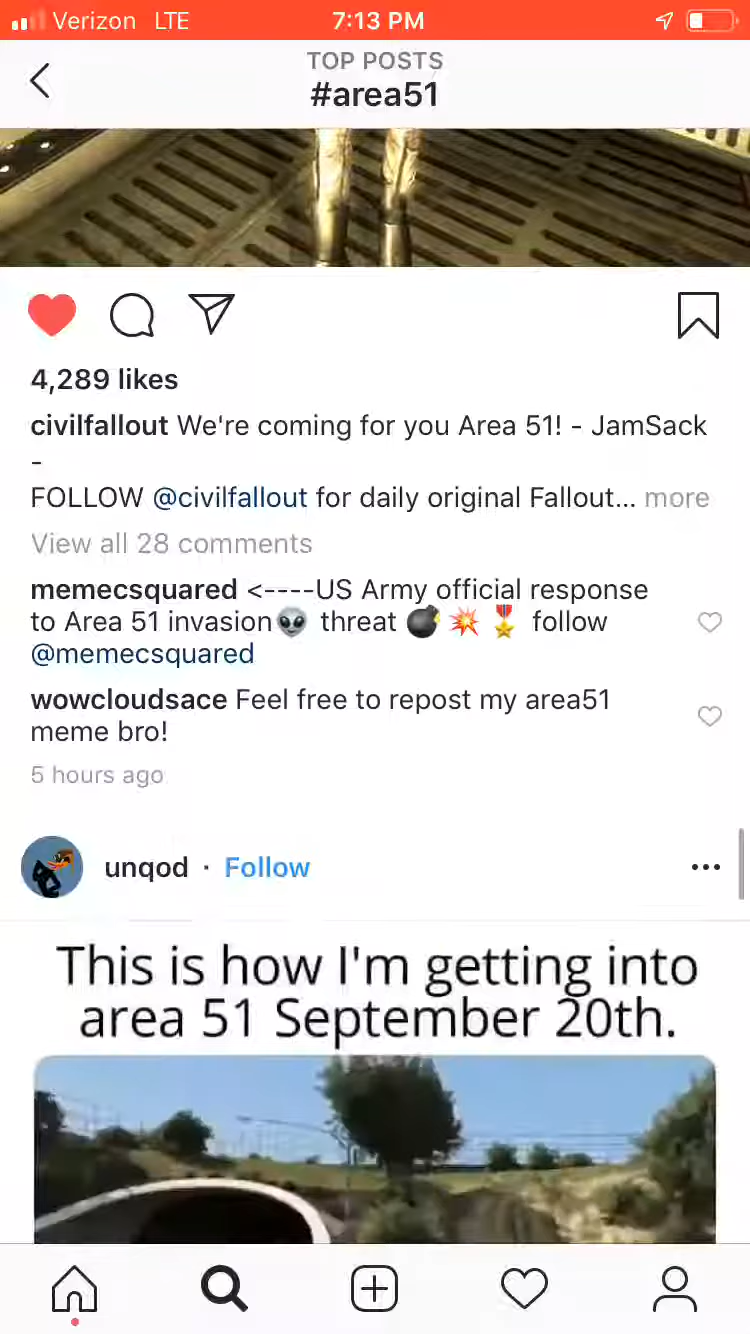 Verizon LTE 7:13 PM
TOP POSTS
#area51
4,289 likes
civilfallout We're coming for you Area 51! - JamSack
-
FOLLOW @civilfallout for daily original Fallout... more
View all 28 comments
memecsquared <----US Army official response
to Area 51 invasion👽 threat 💣 💥 🎖️ follow
@memecsquared
wowcloudsace Feel free to repost my area51
meme bro!
5 hours ago
unqod · Follow
This is how I'm getting into
area 51 September 20th.